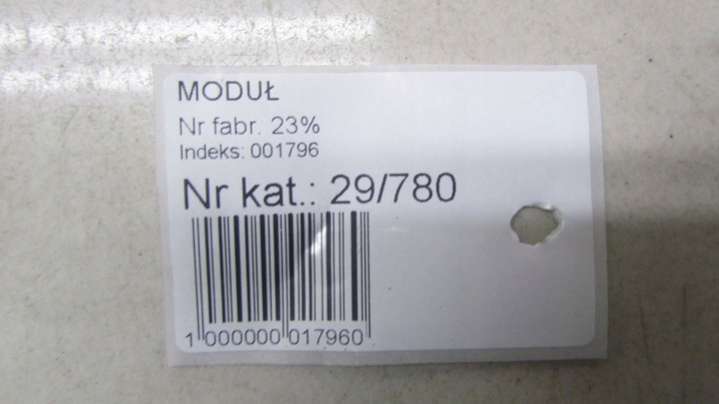 MODUŁ
Nr fabr. 23%
Indeks: 001796
Nr kat.: 29/780
1 000000 017960